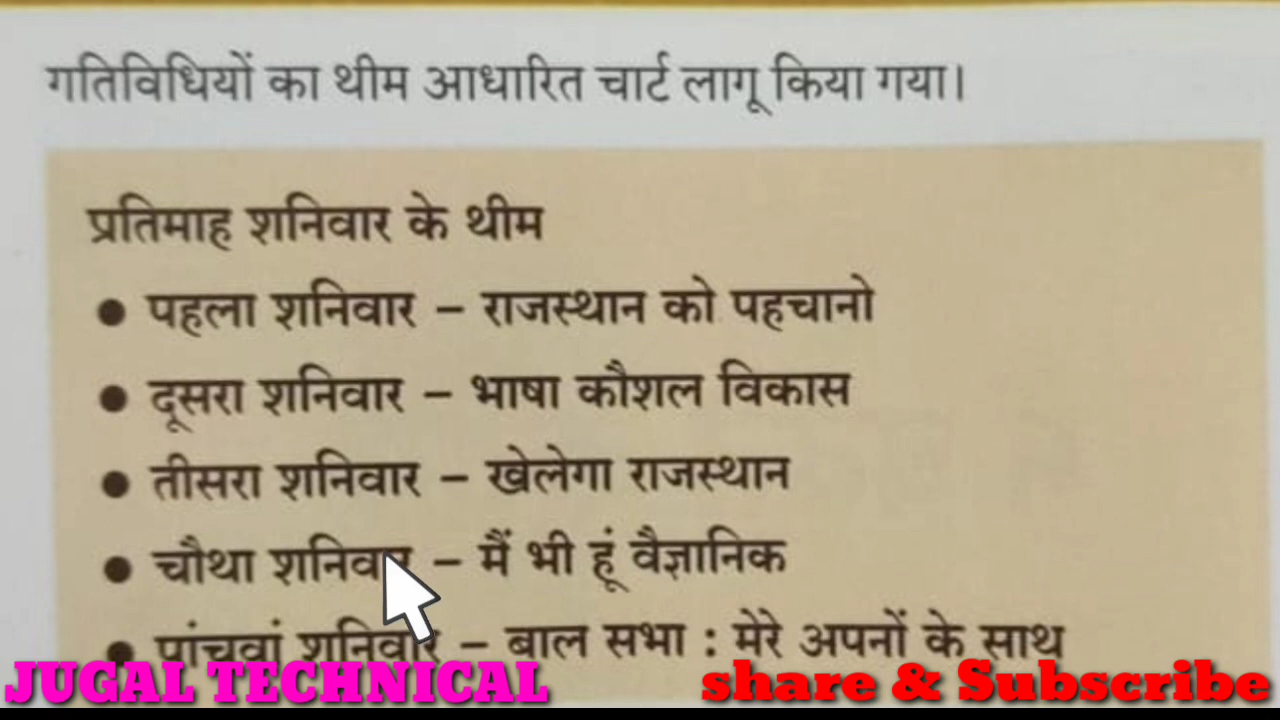 गतिविधियों का थीम आधारित चार्ट लागू किया गया।
प्रतिमाह शनिवार के थीम
• पहला शनिवार – राजस्थान को पहचानो
• दूसरा शनिवार – भाषा कौशल विकास
• तीसरा शनिवार – खेलेगा राजस्थान
• चौथा शनिवार – मैं भी हूं वैज्ञानिक
• पांचवां शनिवार – बाल सभा : मेरे अपनों के साथ
JUGAL TECHNICAL
share & Subscribe